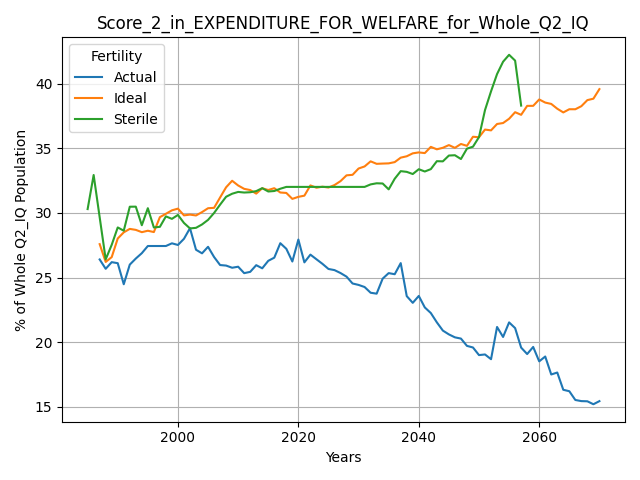 Score_2_in_EXPENDITURE_FOR_WELFARE_for_Whole_Q2_IQ
Fertility
Actual
Ideal
Sterile
% of Whole Q2_IQ Population
40
35
30
25
20
15
2000
2020
2040
2060
Years